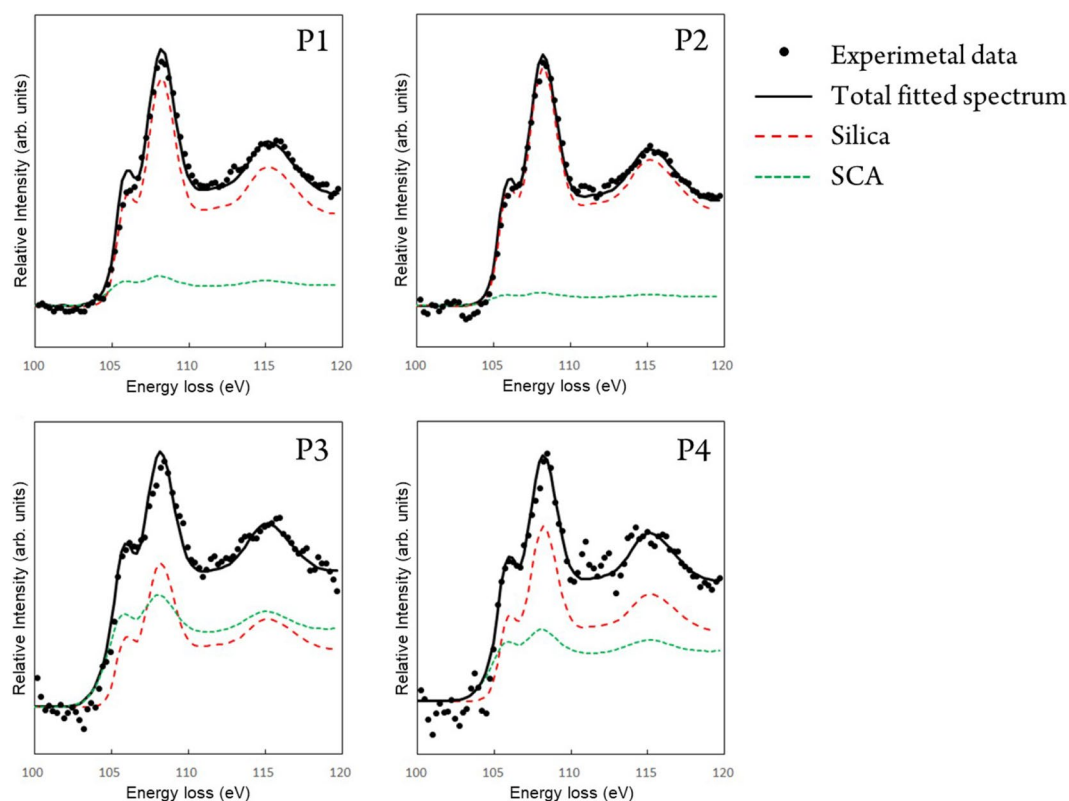 P1
Relative Intensity (arb. units)
100 105 110 115 120
Energy loss (eV)
P2
Relative Intensity (arb. units)
100 105 110 115 120
Energy loss (eV)
Experimetal data
Total fitted spectrum
Silica
SCA
P3
Relative Intensity (arb. units)
100 105 110 115 120
Energy loss (eV)
P4
Relative Intensity (arb. units)
100 105 110 115 120
Energy loss (eV)